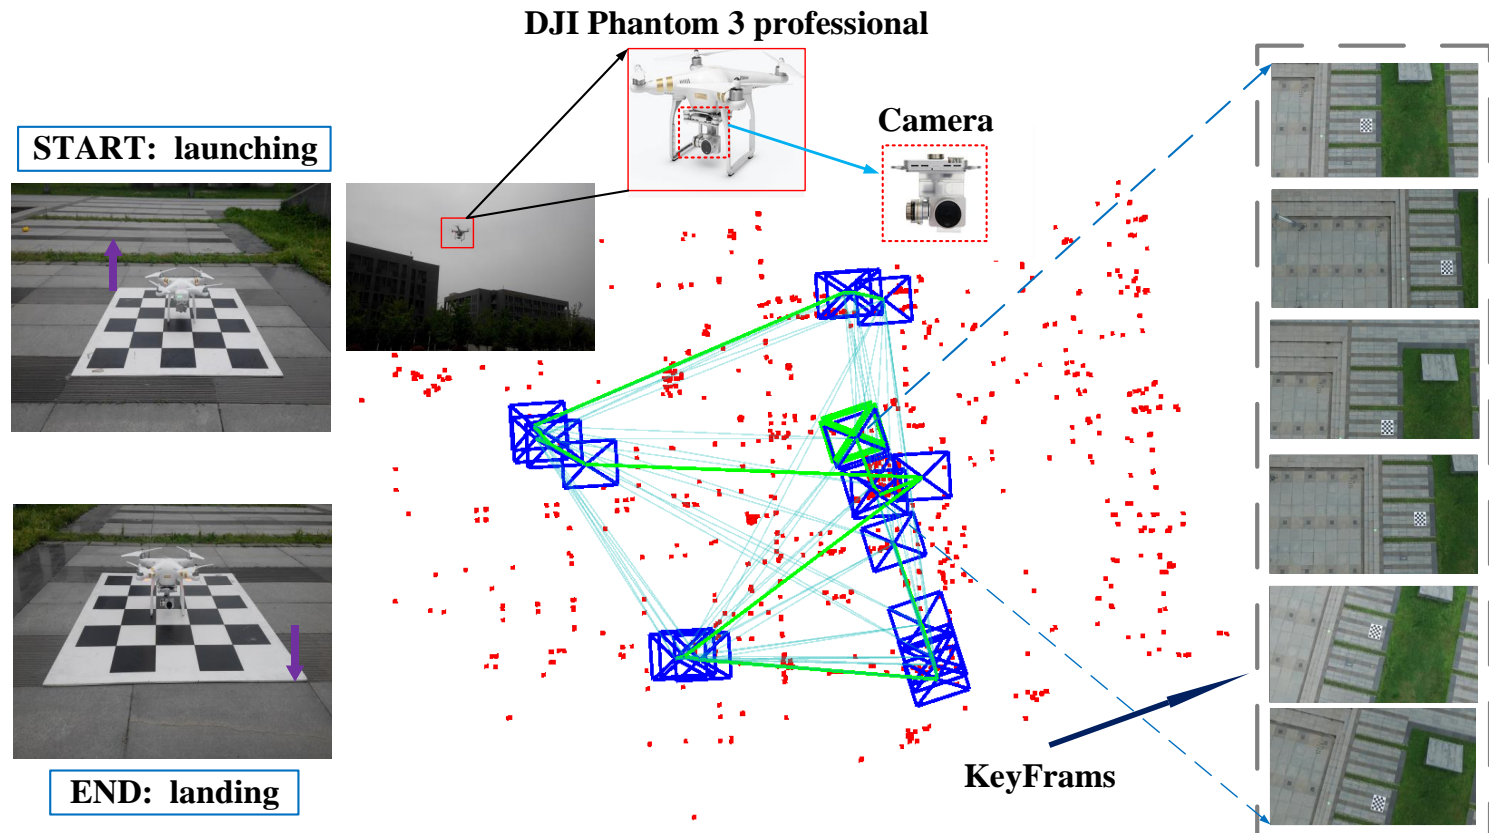 DJI Phantom 3 professional
Camera
START: launching
END: landing
KeyFrams